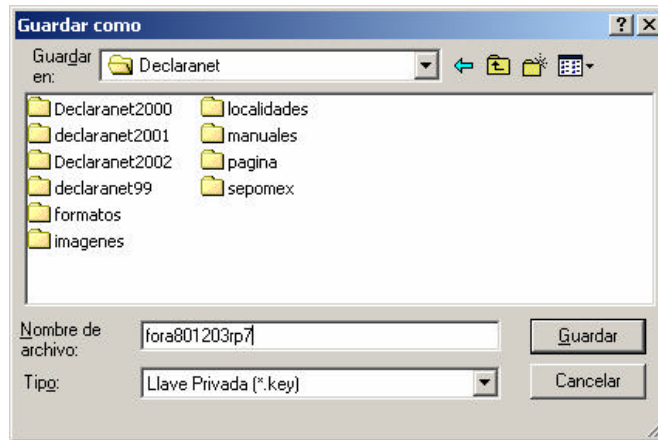 Guardar como
Guardar en:
Declaranet
Declaranet2000
declaranet2001
Declaranet2002
declaranet99
formatos
imagenes
localidades
manuales
pagina
sepomex
Nombre de archivo:
fora801203rp7
Guardar
Tipo:
Llave Privada (*.key)
Cancelar